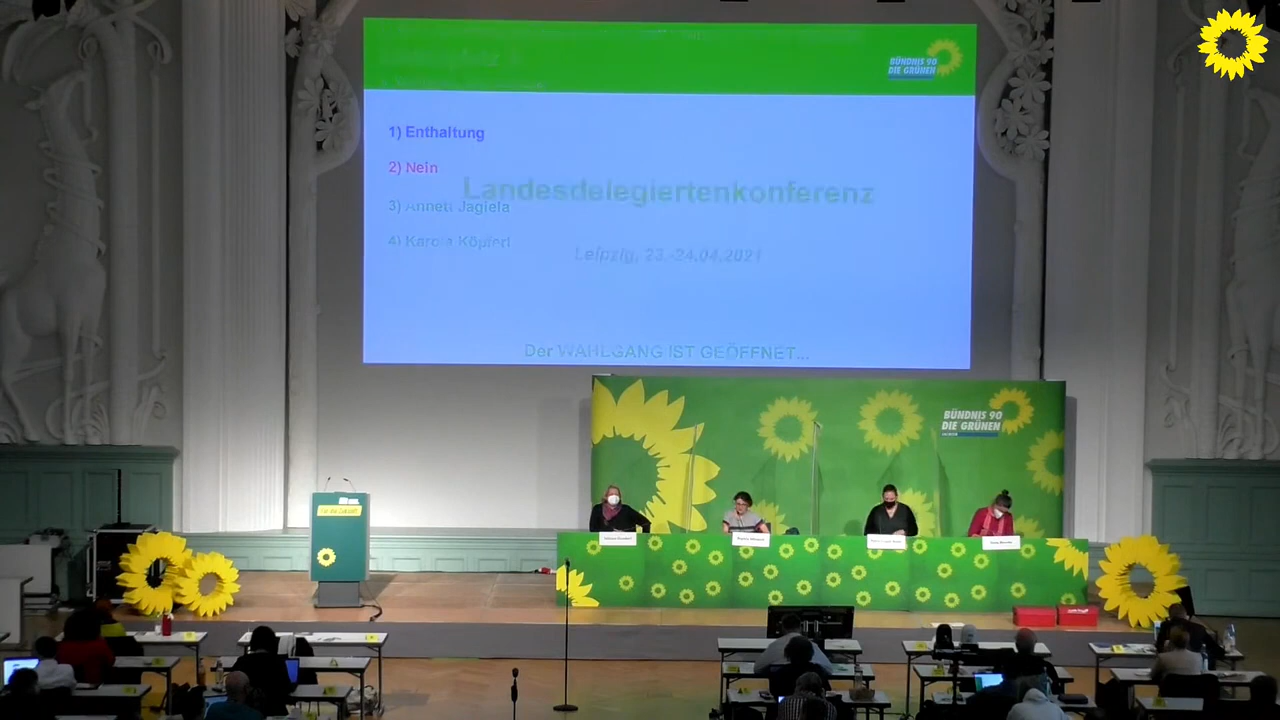 BÜNDNIS 90
DIE GRÜNEN
1) Enthaltung
2) Nein
Landesdelegiertenkonferenz
3) Annett Jagiela
4) Karola Köpferl
Leipzig, 23.-24.04.2021
Der WAHLGANG IST GEÖFFNET...
BÜNDNIS 90
DIE GRÜNEN